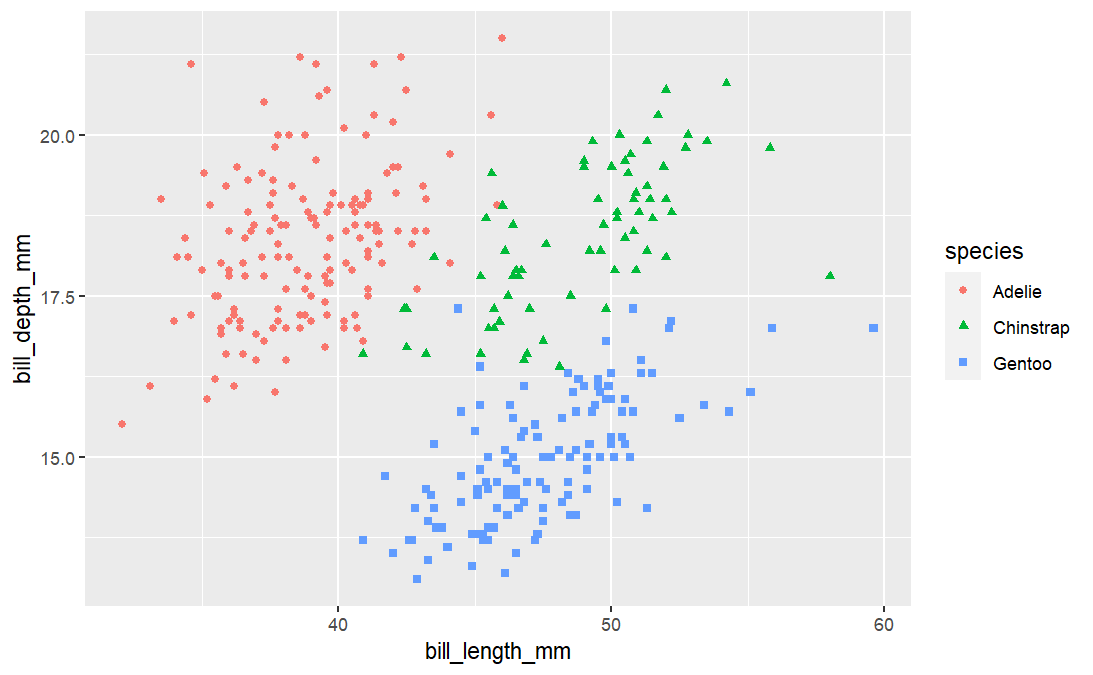 20.0
17.5
15.0
bill_depth_mm
40
50
60
bill_length_mm
species
Adelie
Chinstrap
Gentoo